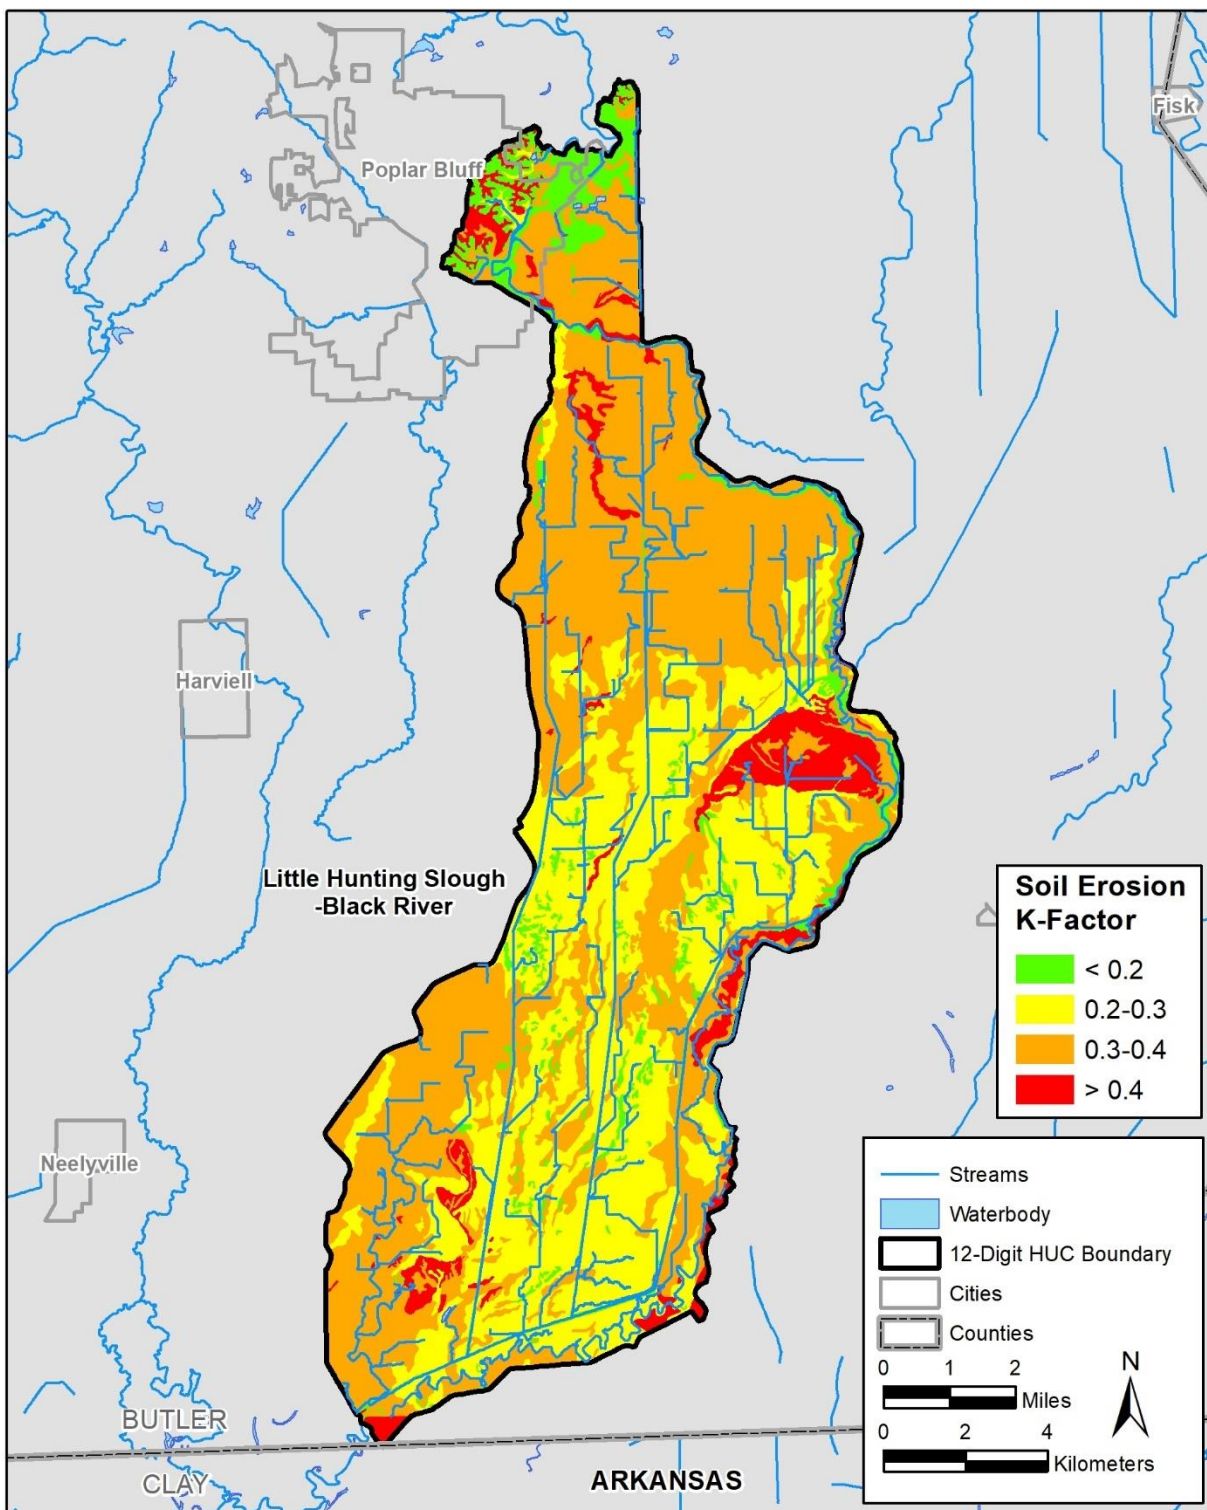 Fisk
Poplar Bluff
Harviell
Little Hunting Slough
-Black River
Soil Erosion
K-Factor
< 0.2
0.2-0.3
0.3-0.4
> 0.4
Neelyville
Streams
Waterbody
12-Digit HUC Boundary
Cities
Counties
0 1 2
Miles
0 2 4
Kilometers
N
BUTLER
CLAY
ARKANSAS